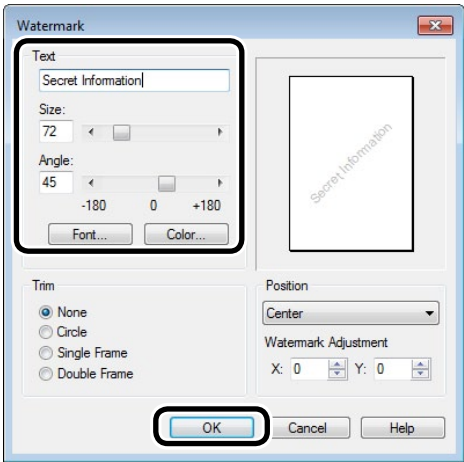 Watermark
Text
Secret Information
Size:
72
Angle:
45
-180 0 +180
Font... Color...
Secret Information
Trim
None
Circle
Single Frame
Double Frame
Position
Center
Watermark Adjustment
X: 0 Y: 0
OK Cancel Help